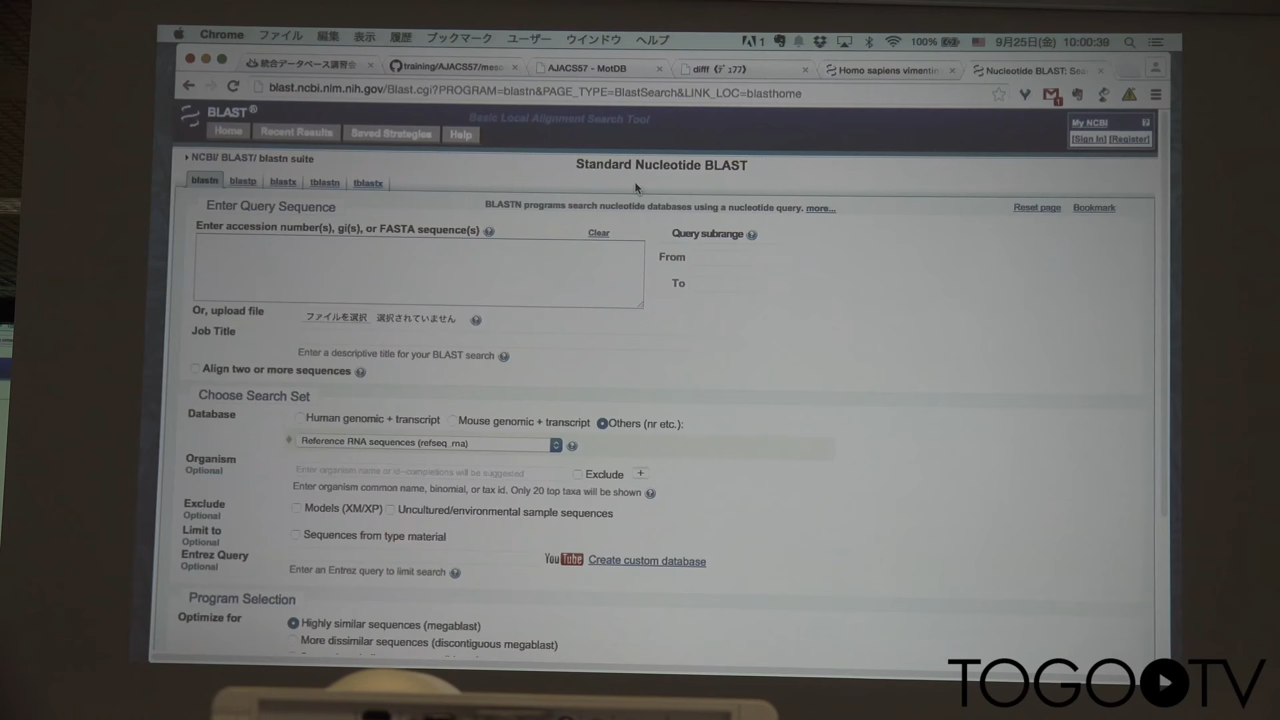 Chrome ファイル 編集 表示 履歴 ブックマーク ユーザー ウインドウ ヘルプ 1 100% 9月25日(金) 10:00:39
統合データベース講習会 training/AJACS57/meso AJACS57 - MotDB difff《ﾃﾞｭﾌﾌ》 Homo sapiens vimentin Nucleotide BLAST: Sea
blast.ncbi.nlm.nih.gov/Blast.cgi?PROGRAM=blastn&PAGE_TYPE=BlastSearch&LINK_LOC=blasthome
BLAST® Basic Local Alignment Search Tool
My NCBI
Home Recent Results Saved Strategies Help
[Sign In] [Register]
NCBI/ BLAST/ blastn suite
Standard Nucleotide BLAST
blastn blastp blastx tblastn tblastx
Enter Query Sequence
BLASTN programs search nucleotide databases using a nucleotide query. more...
Reset page Bookmark
Enter accession number(s), gi(s), or FASTA sequence(s) Clear
Query subrange
From
To
Or, upload file ファイルを選択 選択されていません
Job Title
Enter a descriptive title for your BLAST search
Align two or more sequences
Choose Search Set
Database Human genomic + transcript Mouse genomic + transcript Others (nr etc.):
Reference RNA sequences (refseq_rna)
Organism
Optional
Enter organism name or id--completions will be suggested Exclude +
Enter organism common name, binomial, or tax id. Only 20 top taxa will be shown
Exclude
Optional
Models (XM/XP) Uncultured/environmental sample sequences
Limit to
Optional
Sequences from type material
Entrez Query
Optional
YouTube Create custom database
Enter an Entrez query to limit search
Program Selection
Optimize for Highly similar sequences (megablast)
More dissimilar sequences (discontiguous megablast)
TOGO TV